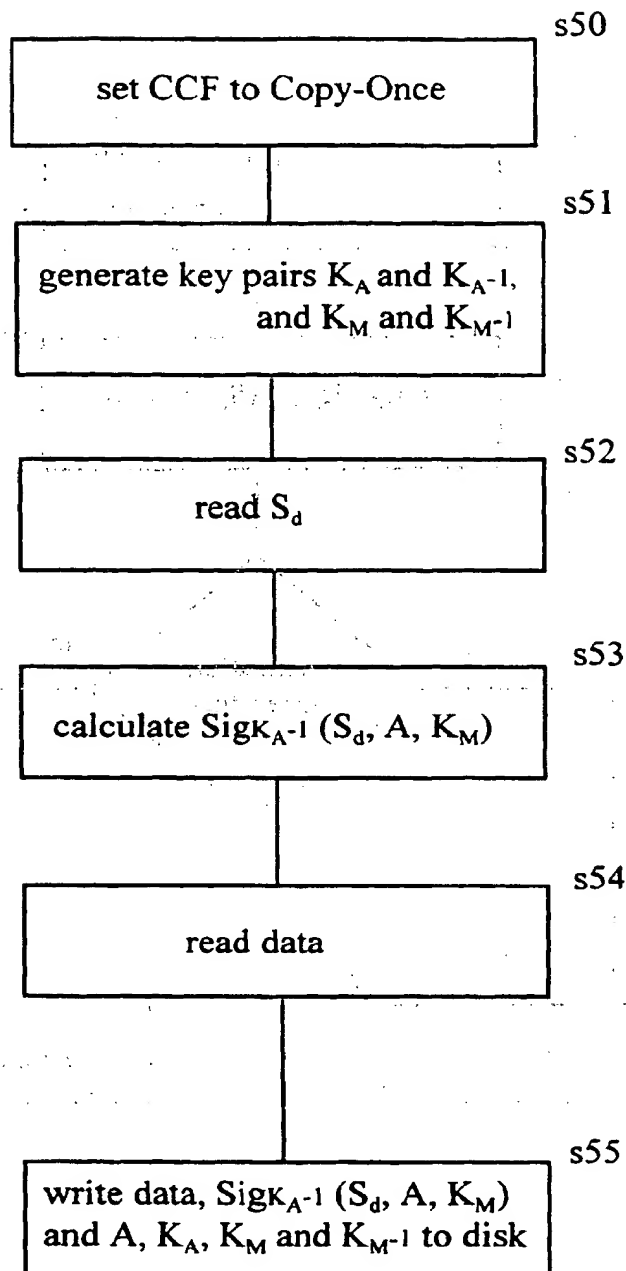 s50
set CCF to Copy-Once
s51
generate key pairs K_A and K_A-1,
and K_M and K_M-1
s52
read S_d
s53
calculate Sig_K_A-1 (S_d, A, K_M)
s54
read data
s55
write data, Sig_K_A-1 (S_d, A, K_M)
and A, K_A, K_M and K_M-1 to disk